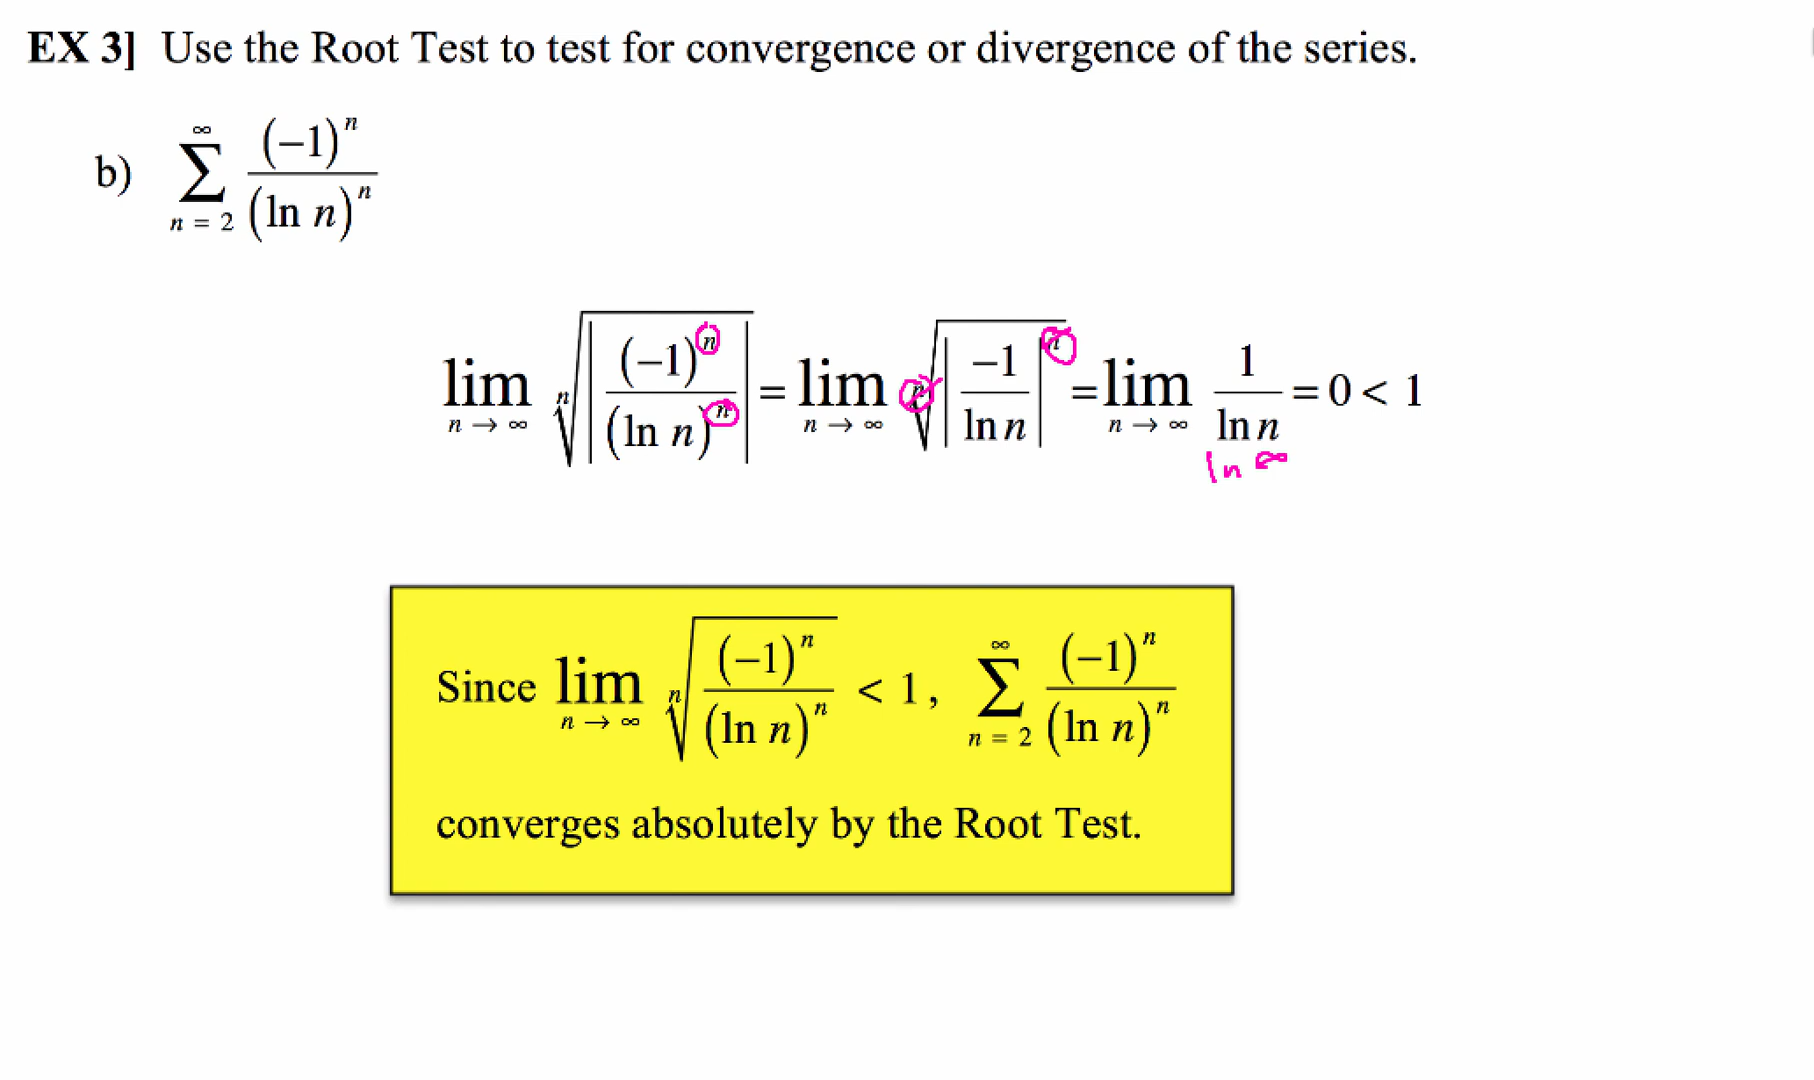 EX 3] Use the Root Test to test for convergence or divergence of the series.
b) ∑_{n = 2}^{∞} (−1)^n / (ln n)^n
lim_{n → ∞} ⁿ√|(−1)^n / (ln n)^n| = lim_{n → ∞} ⁿ√|−1 / ln n|^n = lim_{n → ∞} 1 / ln n = 0 < 1
ln ∞
Since lim_{n → ∞} ⁿ√((−1)^n / (ln n)^n) < 1, ∑_{n = 2}^{∞} (−1)^n / (ln n)^n
converges absolutely by the Root Test.